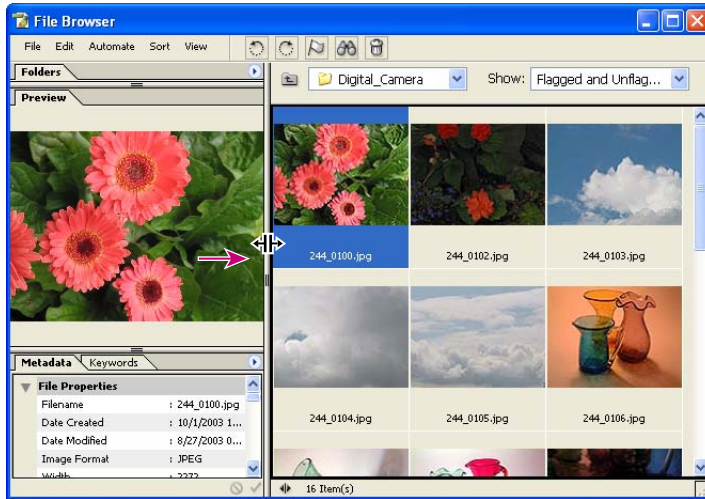 File Browser
File Edit Automate Sort View
Folders
Digital_Camera
Show: Flagged and Unflag...
Preview
244_0100.jpg
244_0102.jpg
244_0103.jpg
244_0104.jpg
244_0105.jpg
244_0106.jpg
Metadata Keywords
File Properties
Filename : 244_0100.jpg
Date Created : 10/1/2003 1...
Date Modified : 8/27/2003 0...
Image Format : JPEG
Width : 2272
16 Item(s)